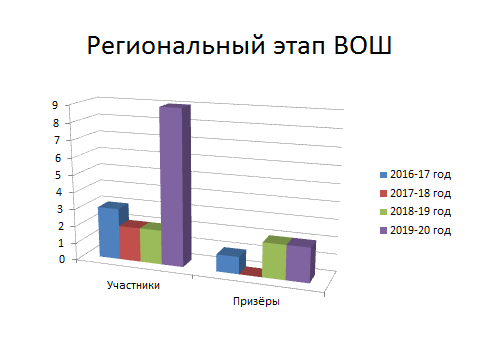 Региональный этап ВОШ
9
8
7
6
5
4
3
2
1
0
Участники
Призёры
2016-17 год
2017-18 год
2018-19 год
2019-20 год